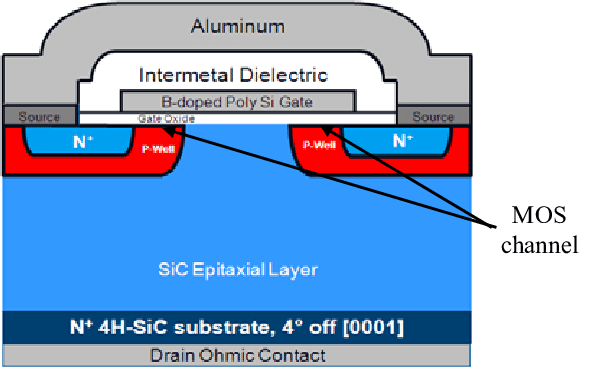 Aluminum
Intermetal Dielectric
B-doped Poly Si Gate
Source
Gate Oxide
Source
N⁺
P-Well
P-Well
N⁺
MOS
channel
SiC Epitaxial Layer
N⁺ 4H-SiC substrate, 4° off [0001]
Drain Ohmic Contact